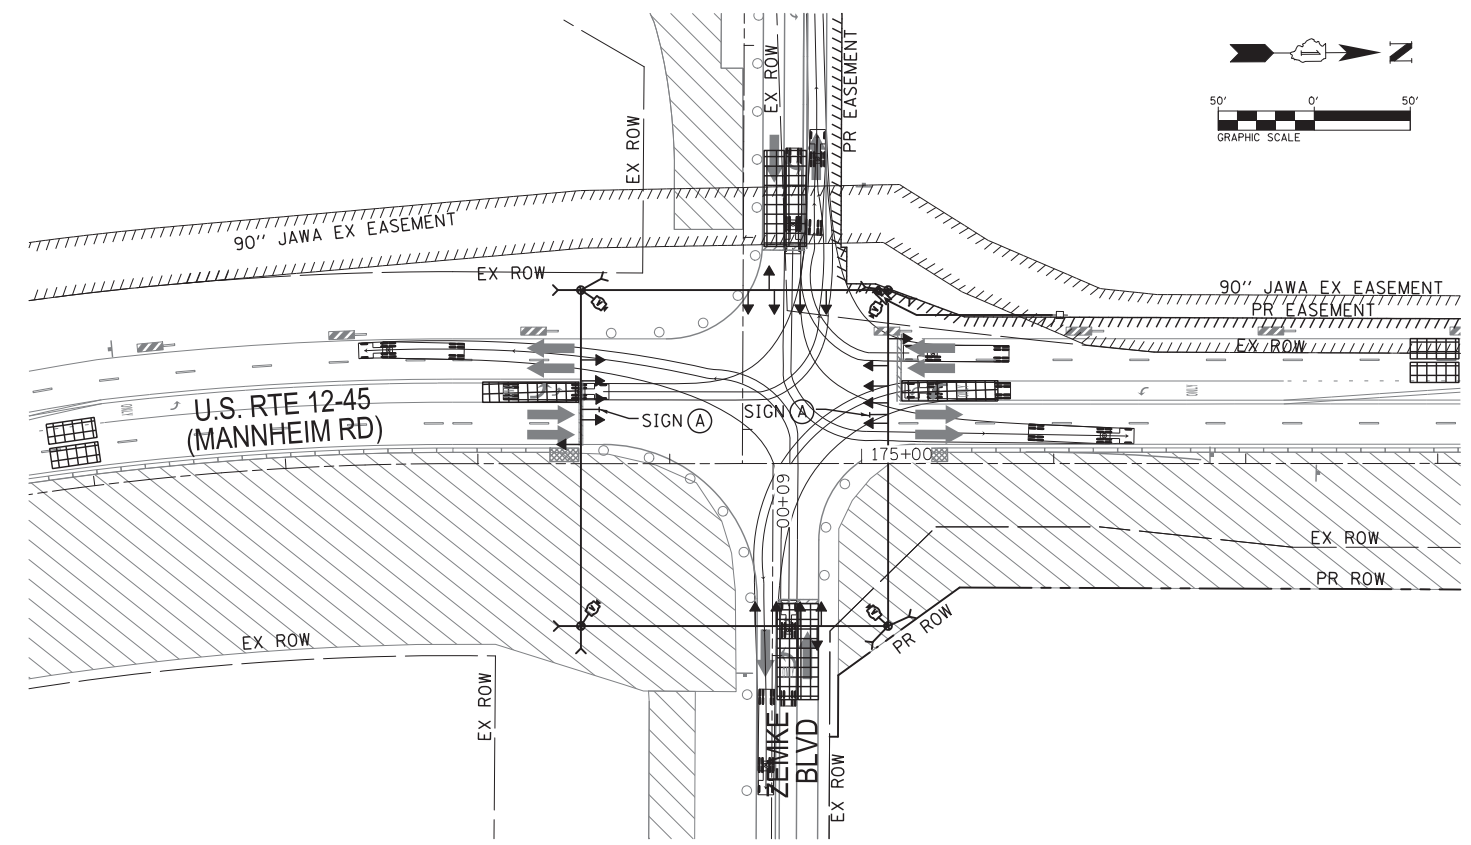 EX ROW
PR EASEMENT
50'
0'
50'
GRAPHIC SCALE
EX ROW
90'' JAWA EX EASEMENT
EX ROW
90'' JAWA EX EASEMENT
PR EASEMENT
EX ROW
U.S. RTE 12-45
(MANNHEIM RD)
SIGN A
SIGN A
ONLY
ONLY
175+00
60+00
EX ROW
PR ROW
EX ROW
PR ROW
EX ROW
ZEMKE
BLVD
EX ROW